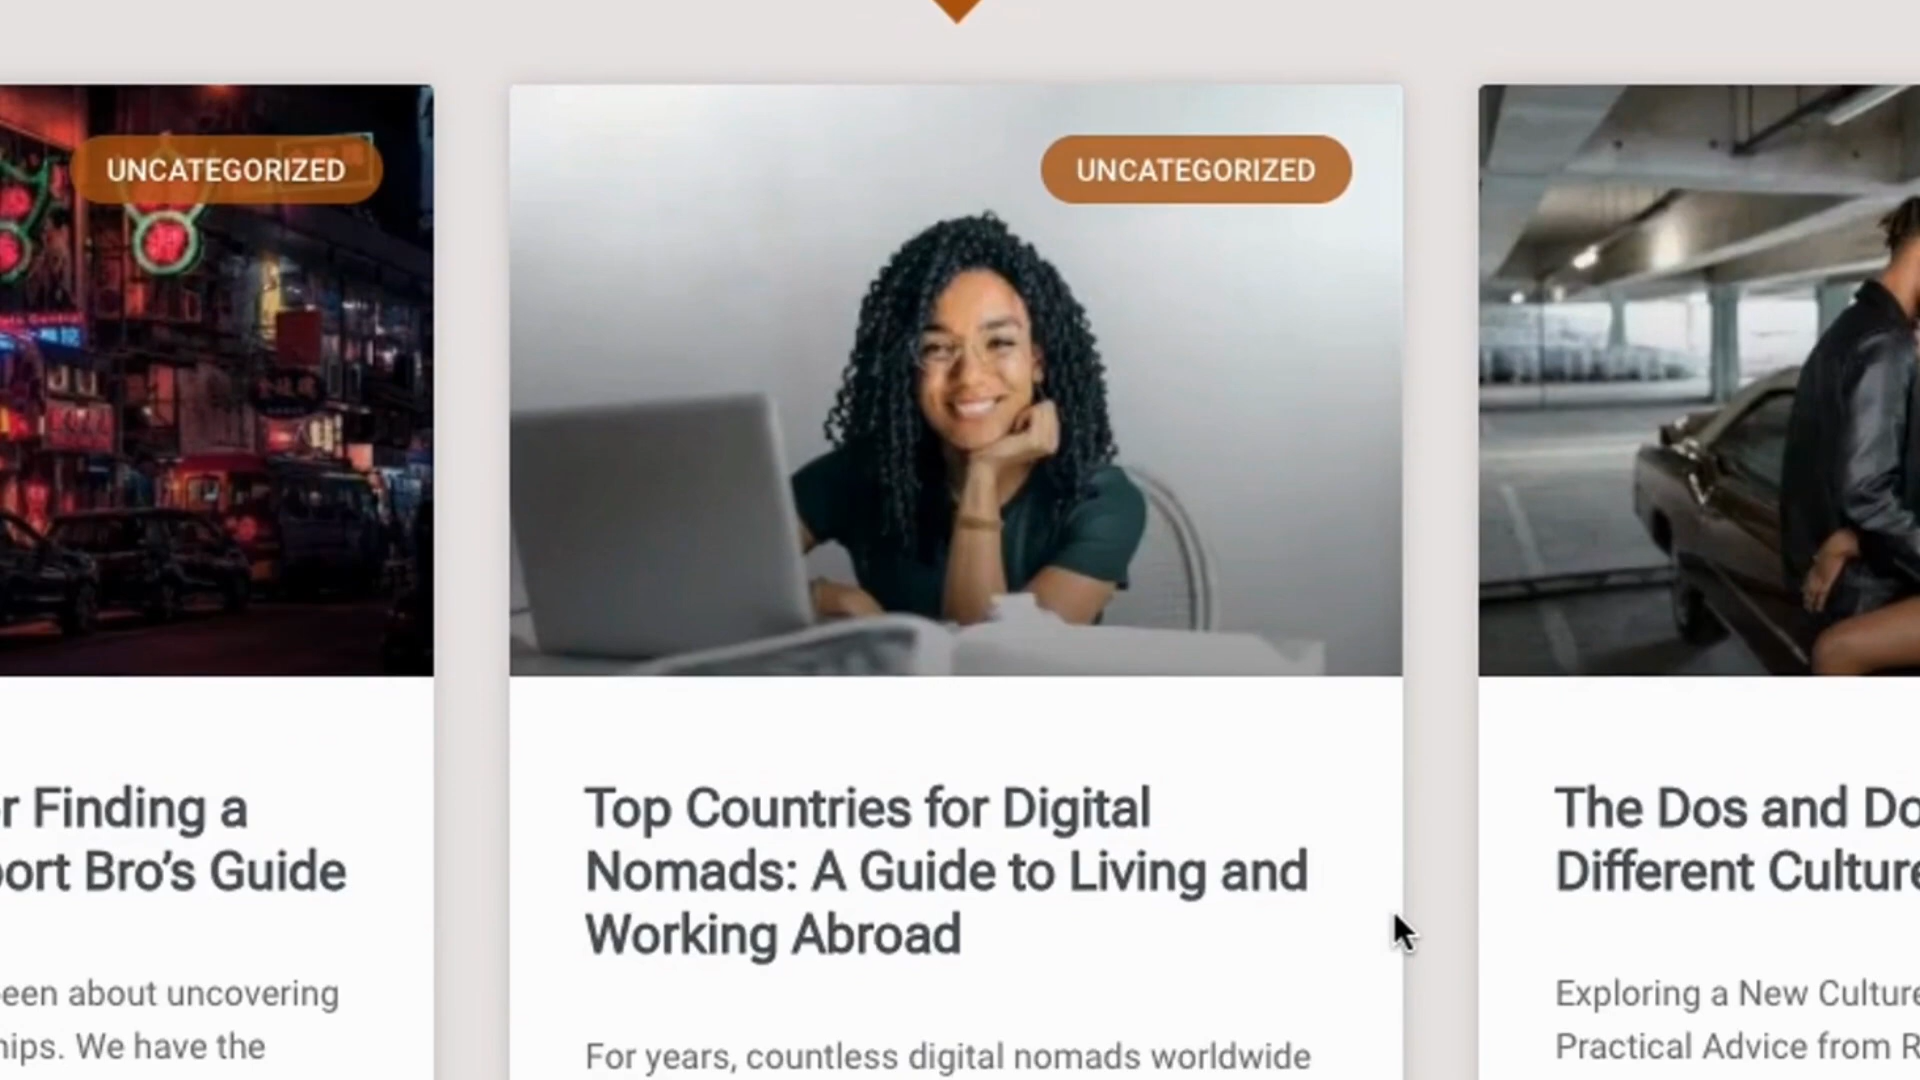 UNCATEGORIZED
r Finding a
port Bro's Guide
een about uncovering
hips. We have the
UNCATEGORIZED
Top Countries for Digital
Nomads: A Guide to Living and
Working Abroad
For years, countless digital nomads worldwide
The Dos and Do
Different Culture
Exploring a New Culture
Practical Advice from R